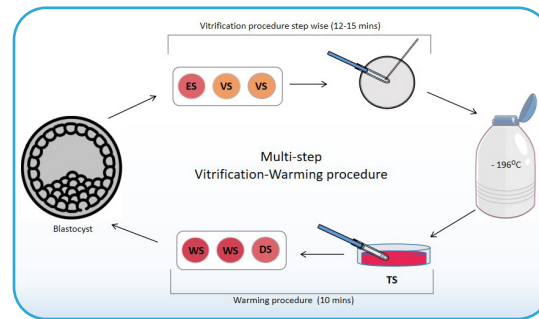 Vitrification procedure step wise (12-15 mins)
ES VS VS
- 196⁰C
Multi-step
Vitrification-Warming procedure
Blastocyst
WS WS DS
TS
Warming procedure (10 mins)